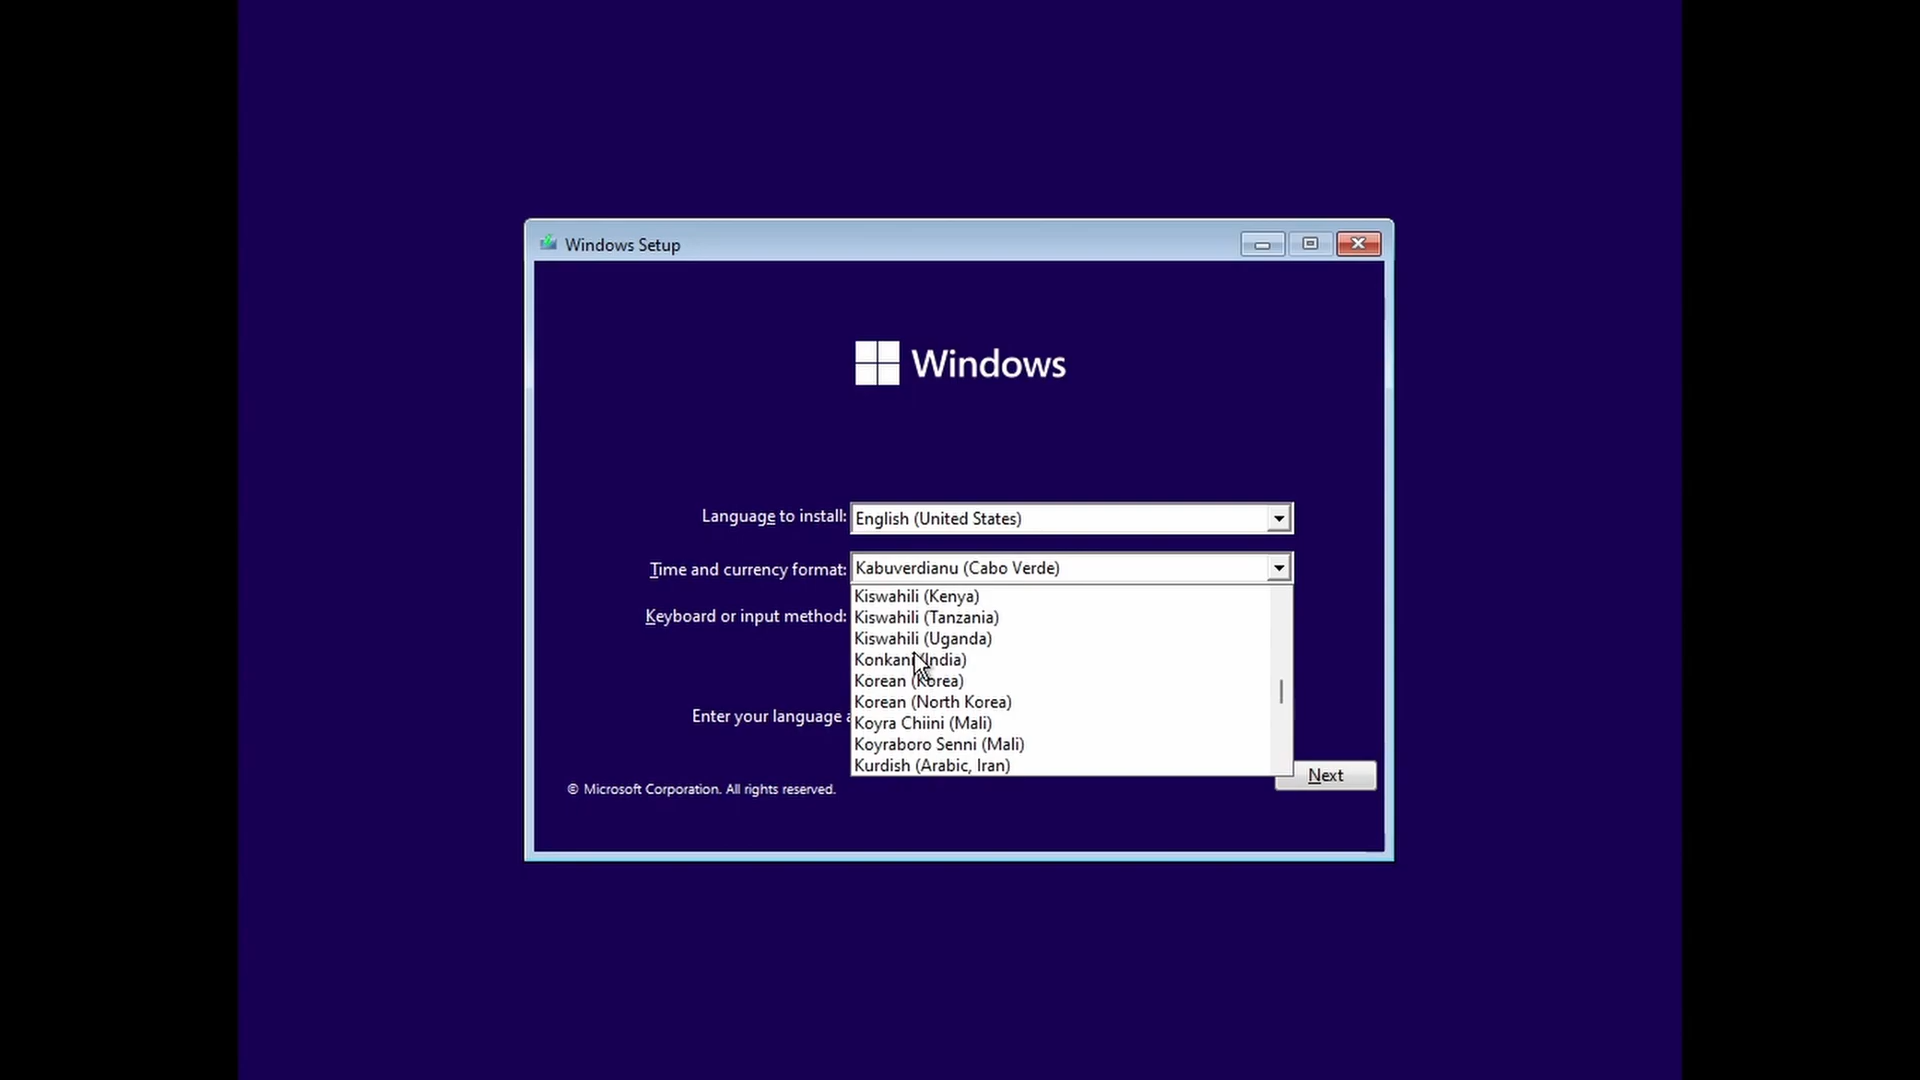 Windows Setup
Windows
Language to install: English (United States)
Time and currency format: Kabuverdianu (Cabo Verde)
Kiswahili (Kenya)
Kiswahili (Tanzania)
Keyboard or input method:
Kiswahili (Uganda)
Konkani (India)
Korean (Korea)
Korean (North Korea)
Enter your language a
Koyra Chiini (Mali)
Koyraboro Senni (Mali)
Kurdish (Arabic, Iran)
Next
© Microsoft Corporation. All rights reserved.